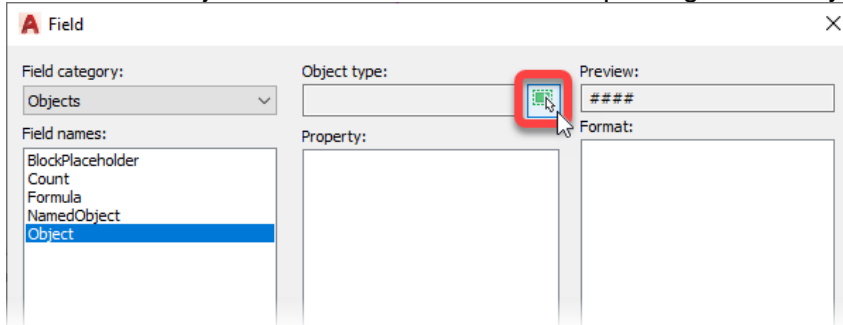 Field
Field category:
Object type:
Preview:
Objects
####
Field names:
Property:
Format:
BlockPlaceholder
Count
Formula
NamedObject
Object